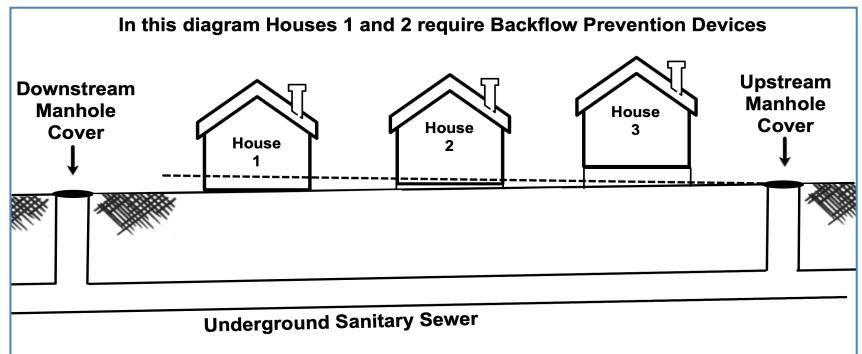 In this diagram Houses 1 and 2 require Backflow Prevention Devices
Downstream
Manhole
Cover
House
1
House
2
House
3
Upstream
Manhole
Cover
Underground Sanitary Sewer